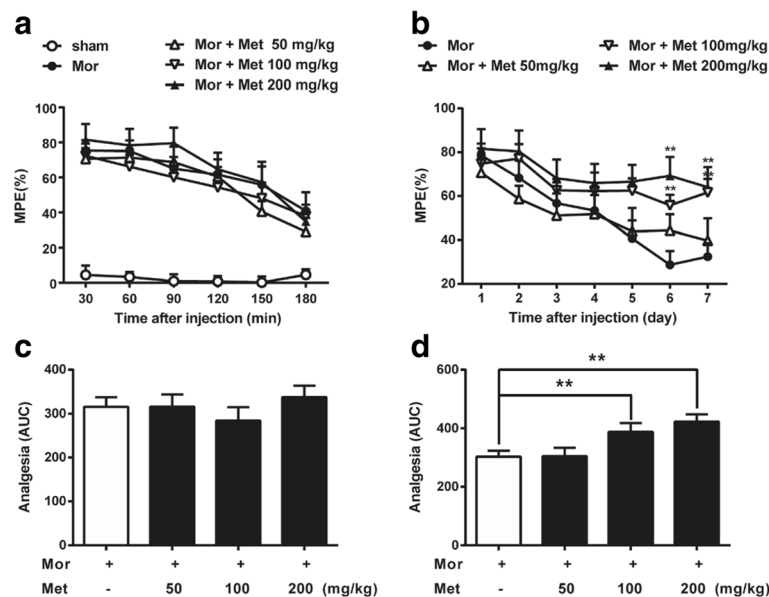 a
sham
Mor
Mor + Met 50 mg/kg
Mor + Met 100 mg/kg
Mor + Met 200 mg/kg
100
80
60
40
20
0
MPE(%)
30 60 90 120 150 180
Time after injection (min)
b
Mor
Mor + Met 50mg/kg
Mor + Met 100mg/kg
Mor + Met 200mg/kg
100
80
60
40
20
MPE(%)
** **
** **
1 2 3 4 5 6 7
Time after injection (day)
c
400
300
200
100
0
Analgesia (AUC)
Mor + + + +
Met - 50 100 200 (mg/kg)
d
600
400
200
0
Analgesia (AUC)
**
**
+ + + +
- 50 100 200 (mg/kg)